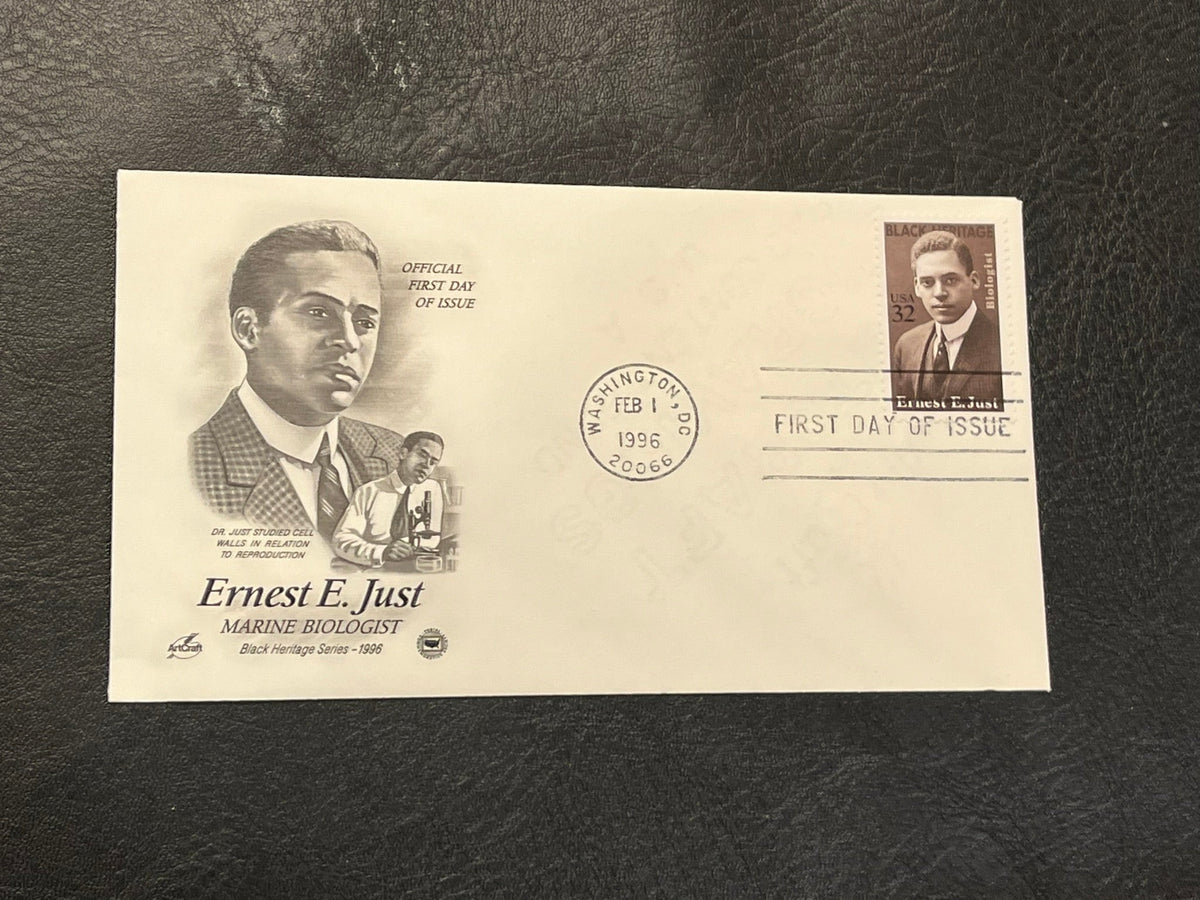 OFFICIAL
FIRST DAY
OF ISSUE
DR. JUST STUDIED CELL
WALLS IN RELATION
TO REPRODUCTION
Ernest E. Just
MARINE BIOLOGIST
Black Heritage Series - 1996
ArtCraft
WASHINGTON, DC
FEB 1
1996
20066
BLACK HERITAGE
Biologist
USA
32
Ernest E. Just
FIRST DAY OF ISSUE